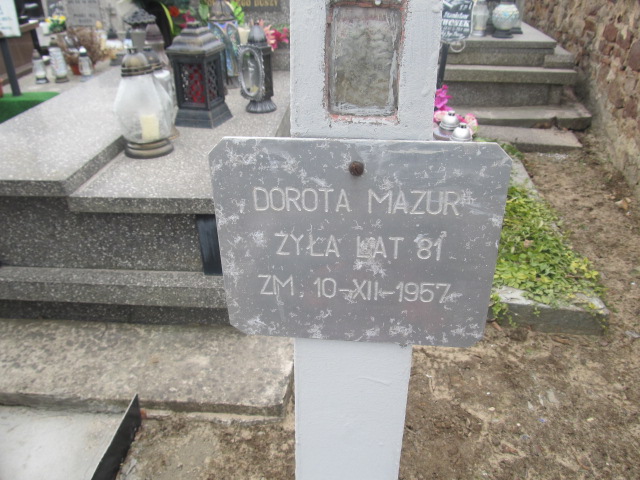 DOROTA MAZUR
ŻYŁA LAT 81
ZM. 10-XII-1957